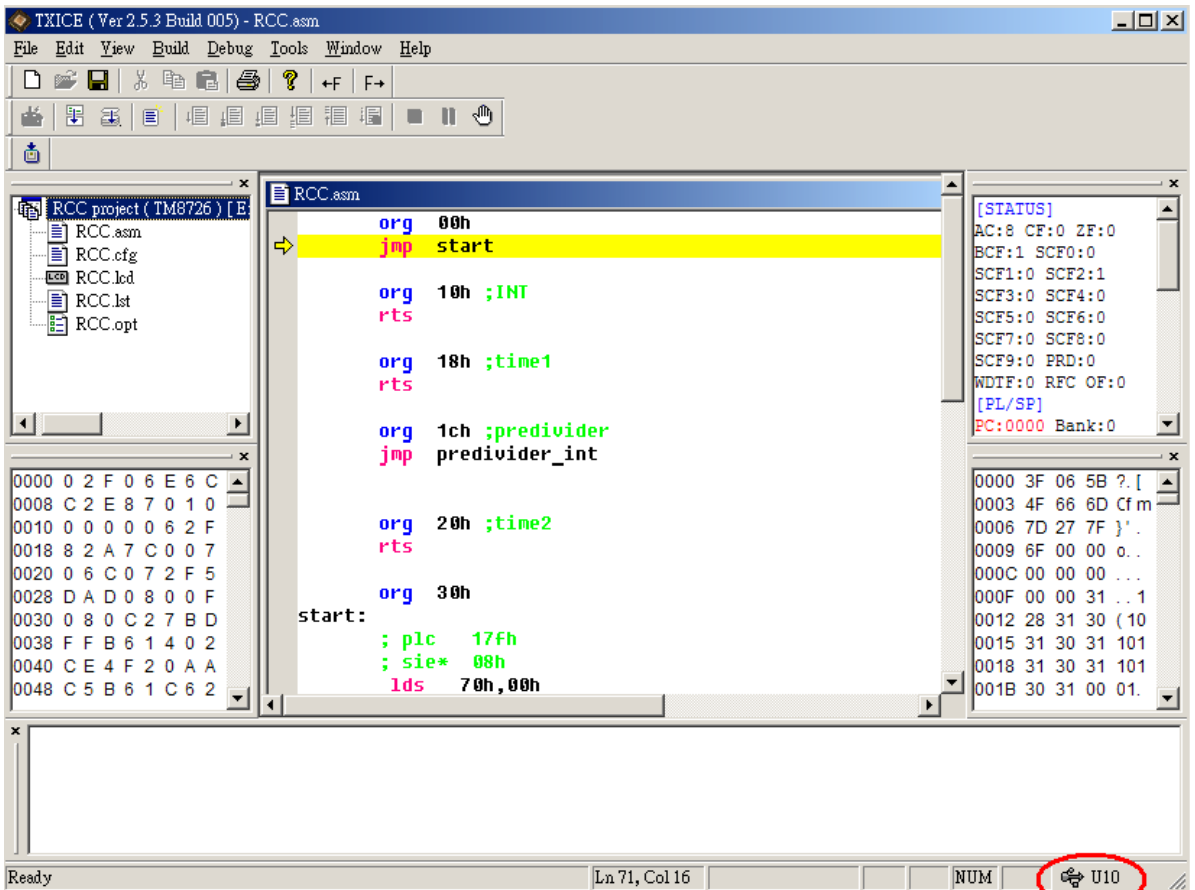 TXICE ( Ver 2.5.3 Build 005) - RCC.asm
File Edit View Build Debug Tools Window Help
←F F→
RCC project ( TM8726 ) [ E
RCC.asm
RCC.cfg
LCD RCC.lcd
RCC.lst
RCC.opt
0000 0 2 F 0 6 E 6 C
0008 C 2 E 8 7 0 1 0
0010 0 0 0 0 0 6 2 F
0018 8 2 A 7 C 0 0 7
0020 0 6 C 0 7 2 F 5
0028 D A D 0 8 0 0 F
0030 0 8 0 C 2 7 B D
0038 F F B 6 1 4 0 2
0040 C E 4 F 2 0 A A
0048 C 5 B 6 1 C 6 2
RCC.asm
org 00h
jmp start
org 10h ;INT
rts
org 18h ;time1
rts
org 1ch ;predivider
jmp predivider_int
org 20h ;time2
rts
org 30h
start:
; plc 17fh
; sie* 08h
lds 70h,00h
[STATUS]
AC:8 CF:0 ZF:0
BCF:1 SCF0:0
SCF1:0 SCF2:1
SCF3:0 SCF4:0
SCF5:0 SCF6:0
SCF7:0 SCF8:0
SCF9:0 PRD:0
WDTF:0 RFC OF:0
[PL/SP]
PC:0000 Bank:0
0000 3F 06 5B ?. [
0003 4F 66 6D Of m
0006 7D 27 7F }' .
0009 6F 00 00 o. .
000C 00 00 00 ...
000F 00 00 31 . . 1
0012 28 31 30 ( 10
0015 31 30 31 101
0018 31 30 31 101
001B 30 31 00 01.
Ready
Ln 71, Col 16
NUM
U10